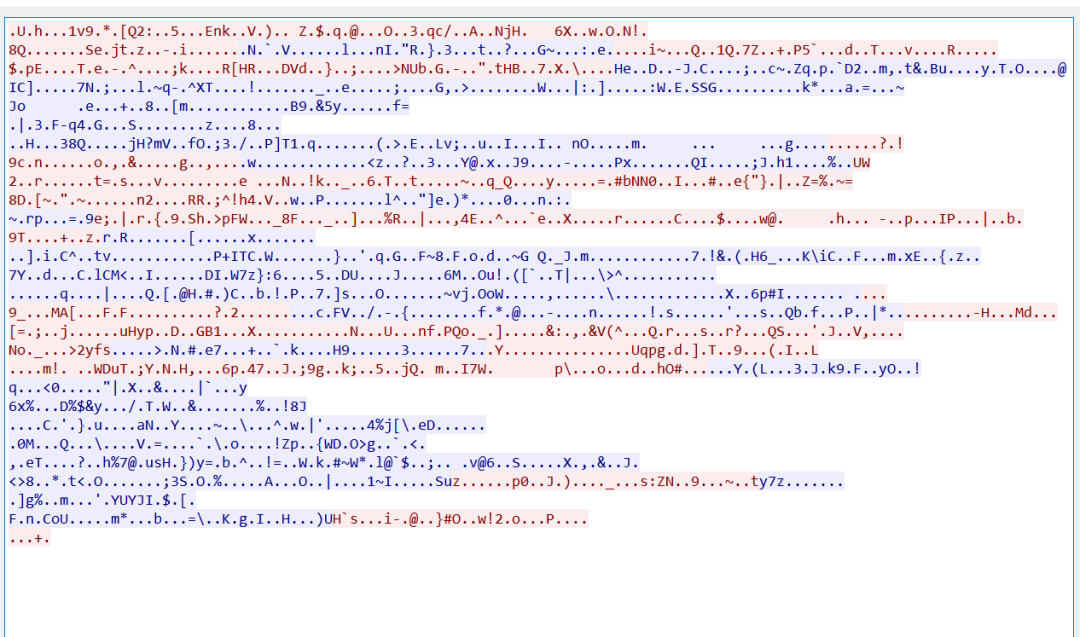 .U.h...1v9.*.[Q2:..5...Enk..V.).. Z.$.q.@...O..3.qc/..A..NjH.   6X..w.O.N!.
8Q.......Se.jt.z..-.i.......N.`.V......l...nI."R.}.3...t..?...G~...:.e.....i~...Q..1Q.7Z..+.P5`...d..T...v....R.....
$.pE....T.e.-.^....;k....R[HR...DVd..}..;....>NUb.G.-..".tHB..7.X.\....He..D..-J.C....;..c~.Zq.p.`D2..m,.t&.Bu....y.T.O....@
IC].....7N.;...l.~q-.^XT....!......._..e.....;....G,.>........W...|:.].....:W.E.SSG..........k*...a.=...~
Jo      .e...+..8..[m............B9.&5y......f=
.|.3.F-q4.G...S........z....8...
..H...38Q.....jH?mV..fO.;3./..P]T1.q.......(.>.E..Lv;..u..I...I.. nO.....m.     ...     ...g..........?.!
9c.n......o.,.&.....g..,....w.............<z..?..3...Y@.x..J9....-.....Px.......QI.....;J.h1....%..UW
2..r......t=.s...v.........e ...N..!k.._..6.T..t.....~..q_Q....y.....=.#bNN0..I...#..e{"}.|..Z=%.~=
8D.[~.".~......n2....RR.;^!h4.V..w..P.......l^.."]e.)*....0...n.:.
~.rp...=.9e;.|.r.{.9.Sh.>pFW..._8F..._..]...%R..|...,4E..^...`e..X.....r......C....$....w@.     .h... -..p...IP...|..b.
9T....+..z.r.R.......[......x.......
..].i.C^..tv............P+ITC.W.......}..'.q.G..F~8.F.o.d..~G Q._J.m............7.!&.(.H6_...K\iC..F...m.xE..{.z..
7Y..d...C.lCM<..I......DI.W7z}:6....5..DU....J.....6M..Ou!.([`..T|...\>^...........
......q....|....Q.[.@H.#.)C..b.!.P..7.]s...O.......~vj.OoW.....,......\.............X..6p#I....... ....
9_...MA[...F.F..........?.2.........c.FV../.-.{........f.*.@...-....n......!.s......'...s..Qb.f...P..|*...........-H...Md...
[=.;..j......uHyp..D..GB1...X..........N...U...nf.PQo._.].....&:.,.&V(^...Q.r...s..r?...QS...'.J..V,....
No._...>2yfs.....>.N.#.e7...+..`.k....H9......3......7...Y...............Uqpg.d.].T..9...(.I..L
....m!. ..WDuT.;Y.N.H,...6p.47..J.;9g..k;..5..jQ. m..I7W.       p\...o...d..hO#......Y.(L...3.J.k9.F..yO..!
q...<0....."|.X..&....|`...y
6x%...D%$&y.../.T.W..&.......%..!8J
....C.'.}.u....aN..Y....~..\...^.w.|'.....4%j[\.eD......
.0M...Q...\....V.=....`.\.o....!Zp..{WD.O>g..`.<.
,.eT....?..h%7@.usH.})y=.b.^..!=..W.k.#~W*.l@`$..;.. .v@6..S.....X.,.&..J.
<>8..*.t<.O.......;3S.O.%.....A...O..|....1~I.....Suz......p0..J.)...._...s:ZN..9...~..ty7z.......
.]g%..m...'.YUYJI.$.[.
F.n.CoU.....m*...b...=\..K.g.I..H...)UH`s...i-.@..}#O..w!2.o...P....
...+.